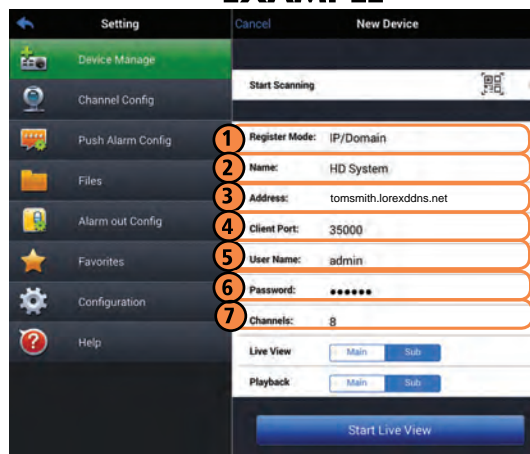 EXAMPLE
Setting
Device Manage
Channel Config
Push Alarm Config
Files
Alarm out Config
Favorites
Configuration
Help
Cancel New Device
Start Scanning
1 Register Mode: IP/Domain
2 Name: HD System
3 Address: tomsmith.lorexddns.net
4 Client Port: 35000
5 User Name: admin
6 Password: ●●●●●●
7 Channels: 8
Live View Main Sub
Playback Main Sub
Start Live View